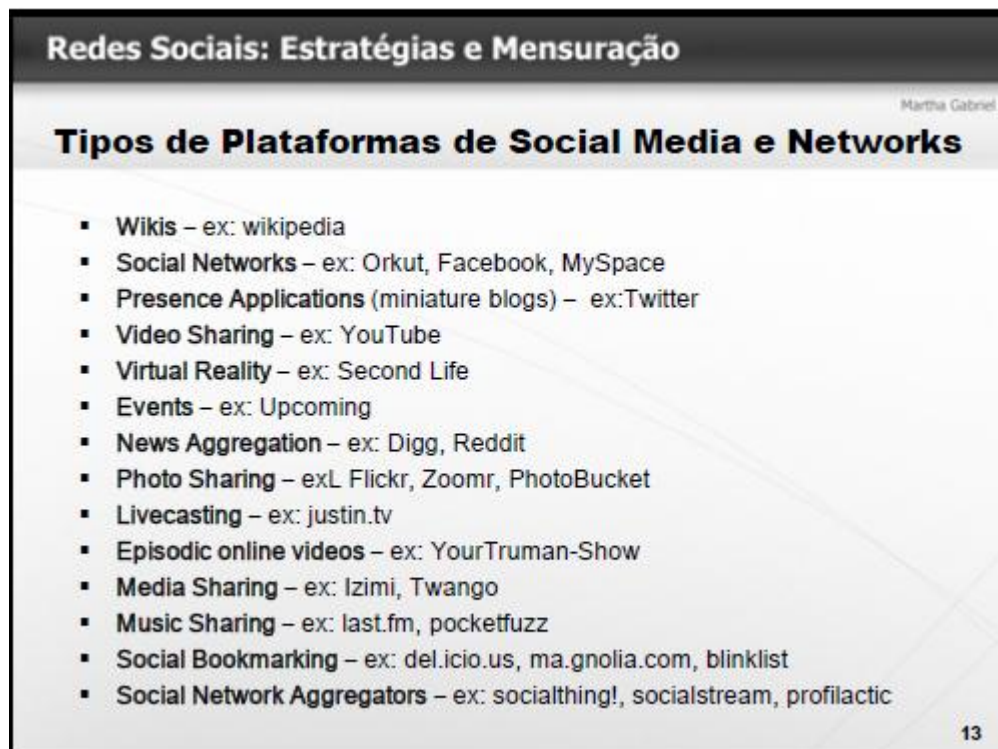 Redes Sociais: Estratégias e Mensuração
Martha Gabriel
Tipos de Plataformas de Social Media e Networks
▪ Wikis – ex: wikipedia
▪ Social Networks – ex: Orkut, Facebook, MySpace
▪ Presence Applications (miniature blogs) – ex:Twitter
▪ Video Sharing – ex: YouTube
▪ Virtual Reality – ex: Second Life
▪ Events – ex: Upcoming
▪ News Aggregation – ex: Digg, Reddit
▪ Photo Sharing – exL Flickr, Zoomr, PhotoBucket
▪ Livecasting – ex: justin.tv
▪ Episodic online videos – ex: YourTruman-Show
▪ Media Sharing – ex: Izimi, Twango
▪ Music Sharing – ex: last.fm, pocketfuzz
▪ Social Bookmarking – ex: del.icio.us, ma.gnolia.com, blinklist
▪ Social Network Aggregators – ex: socialthing!, socialstream, profilactic
13